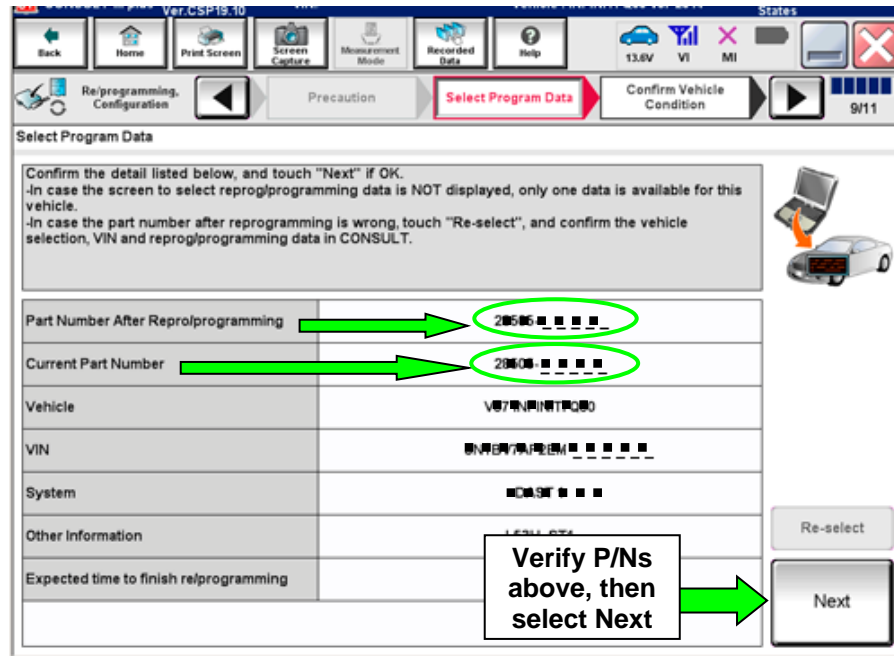 Ver.CSP19.10
States
Back
Home
Print Screen
Screen Capture
Measurement Mode
Recorded Data
Help
13.6V
VI
MI
Re/programming, Configuration
Precaution
Select Program Data
Confirm Vehicle Condition
9/11
Select Program Data
Confirm the detail listed below, and touch "Next" if OK.
-In case the screen to select reprog/programming data is NOT displayed, only one data is available for this
vehicle.
-In case the part number after reprogramming is wrong, touch "Re-select", and confirm the vehicle
selection, VIN and reprog/programming data in CONSULT.
Part Number After Repro/programming
Current Part Number
Vehicle
VIN
System
Other Information
Expected time to finish re/programming
Verify P/Ns
above, then
select Next
Re-select
Next